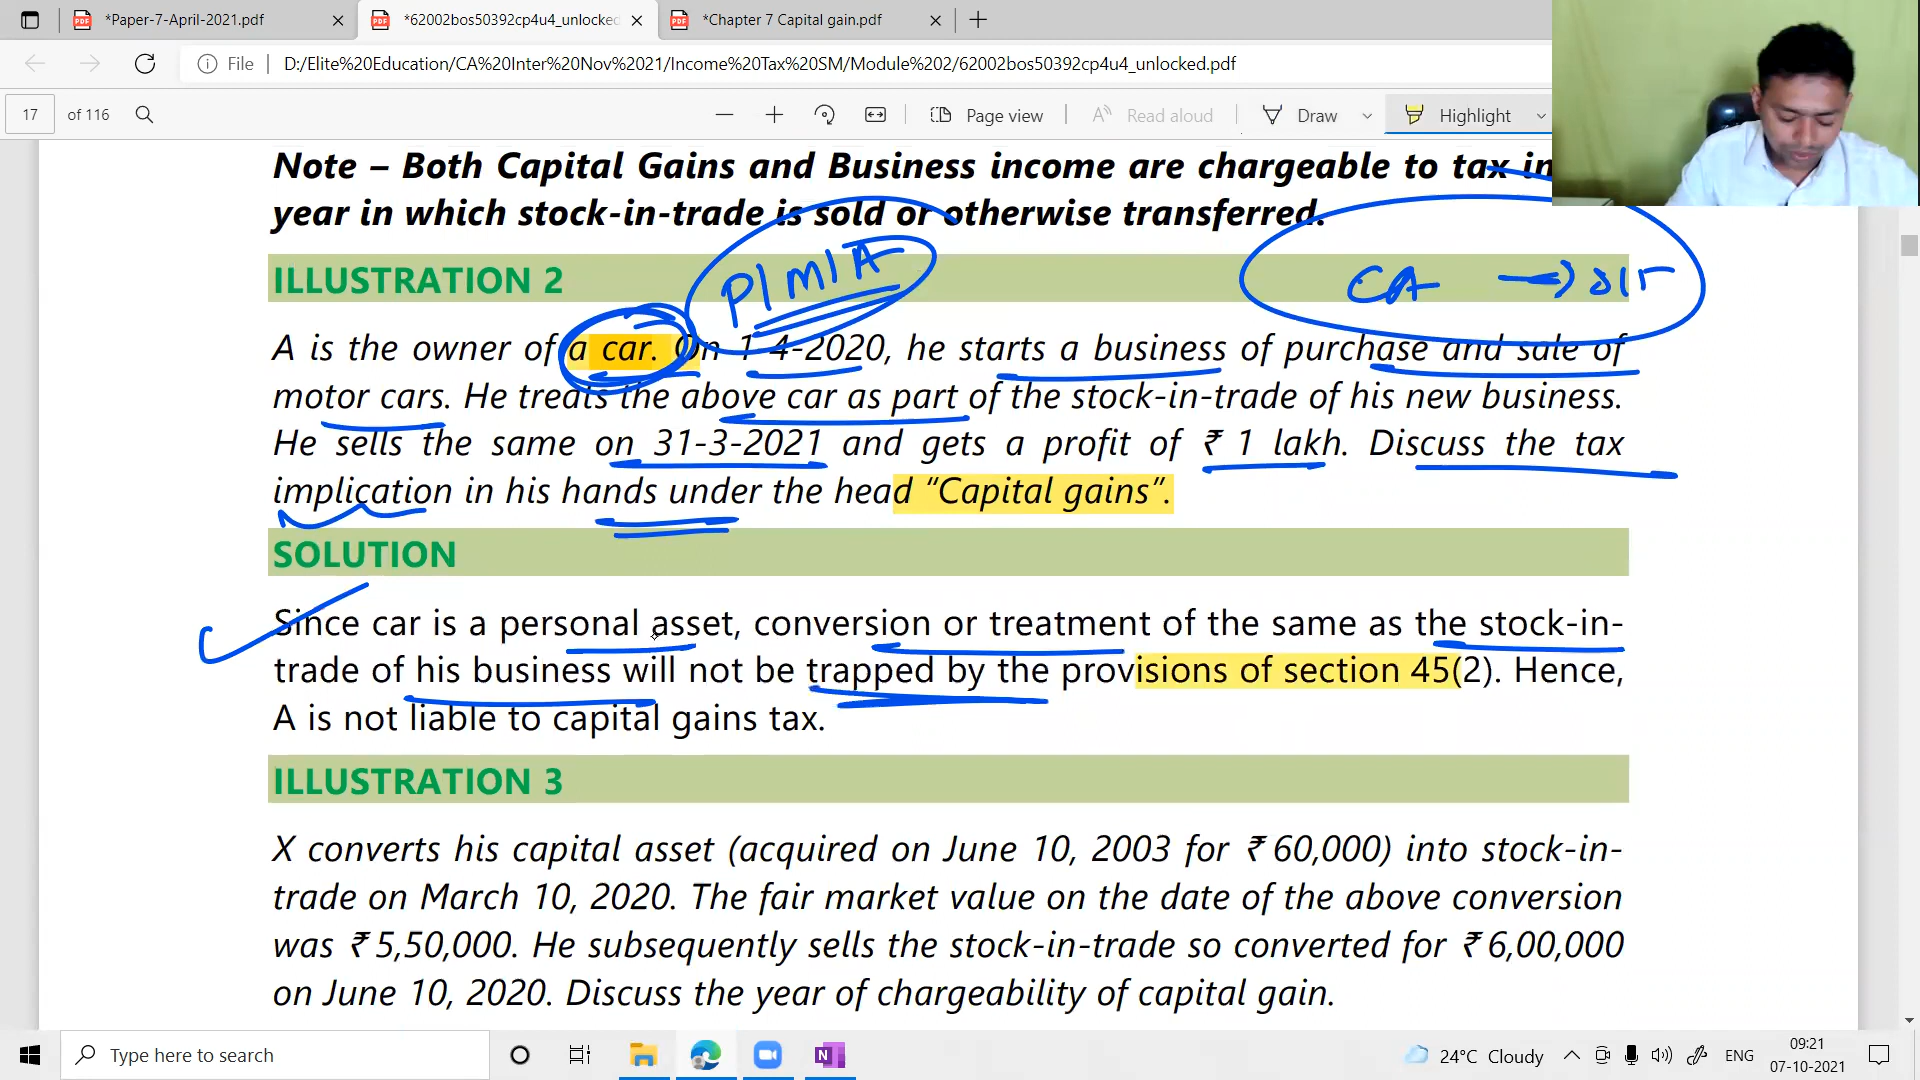 *Paper-7-April-2021.pdf
*62002bos50392cp4u4_unlocked
*Chapter 7 Capital gain.pdf
File
D:/Elite%20Education/CA%20Inter%20Nov%2021/Income%20Tax%20SM/Module%202/62002bos50392cp4u4_unlocked.pdf
17 of 116
Page view
Read aloud
Draw
Highlight
Note – Both Capital Gains and Business income are chargeable to tax in
year in which stock-in-trade is sold or otherwise transferred.
P/M/A
CA → SIT
ILLUSTRATION 2
A is the owner of a car. On 1-4-2020, he starts a business of purchase and sale of
motor cars. He treats the above car as part of the stock-in-trade of his new business.
He sells the same on 31-3-2021 and gets a profit of ₹ 1 lakh. Discuss the tax
implication in his hands under the head “Capital gains”.
SOLUTION
Since car is a personal asset, conversion or treatment of the same as the stock-in-
trade of his business will not be trapped by the provisions of section 45(2). Hence,
A is not liable to capital gains tax.
ILLUSTRATION 3
X converts his capital asset (acquired on June 10, 2003 for ₹ 60,000) into stock-in-
trade on March 10, 2020. The fair market value on the date of the above conversion
was ₹ 5,50,000. He subsequently sells the stock-in-trade so converted for ₹ 6,00,000
on June 10, 2020. Discuss the year of chargeability of capital gain.
Type here to search
N
24°C Cloudy
ENG
09:21
07-10-2021